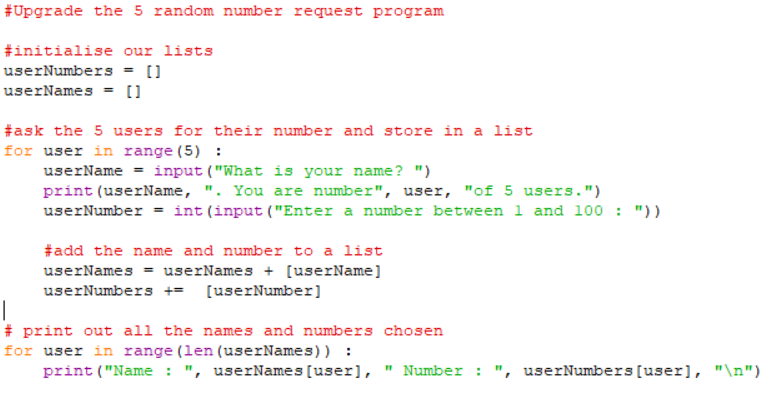 #Upgrade the 5 random number request program
#initialise our lists
userNumbers = []
userNames = []
#ask the 5 users for their number and store in a list
for user in range(5) :
    userName = input("What is your name? ")
    print(userName, ". You are number", user, "of 5 users.")
    userNumber = int(input("Enter a number between 1 and 100 : "))
    #add the name and number to a list
    userNames = userNames + [userName]
    userNumbers +=  [userNumber]
# print out all the names and numbers chosen
for user in range(len(userNames)) :
    print("Name : ", userNames[user], " Number : ", userNumbers[user], "\n")